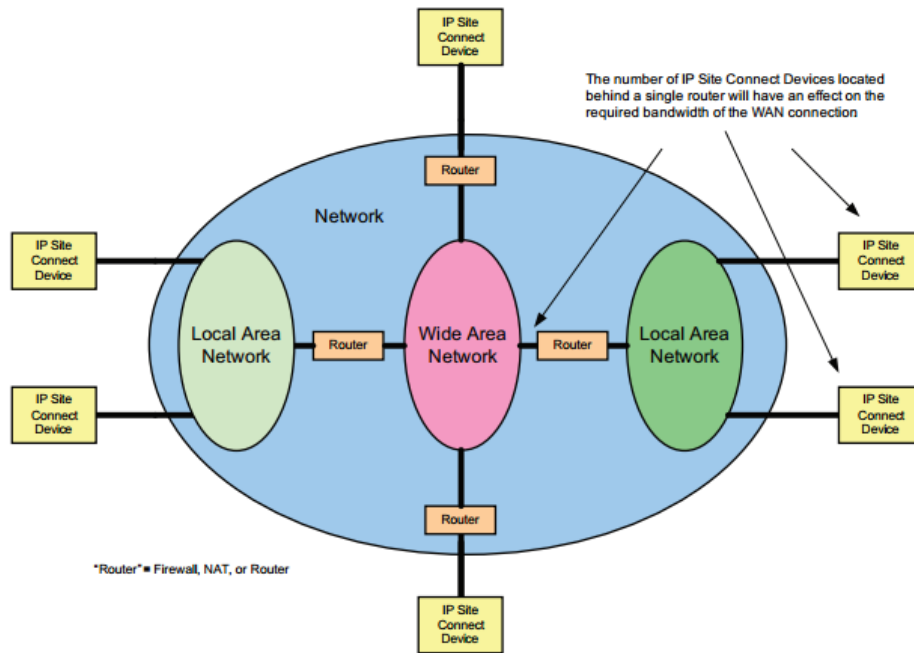 IP Site
Connect
Device
The number of IP Site Connect Devices located
behind a single router will have an effect on the
required bandwidth of the WAN connection
Router
Network
IP Site
Connect
Device
IP Site
Connect
Device
Local Area
Network
Router
Wide Area
Network
Router
Local Area
Network
IP Site
Connect
Device
IP Site
Connect
Device
Router
"Router"= Firewall, NAT, or Router
IP Site
Connect
Device